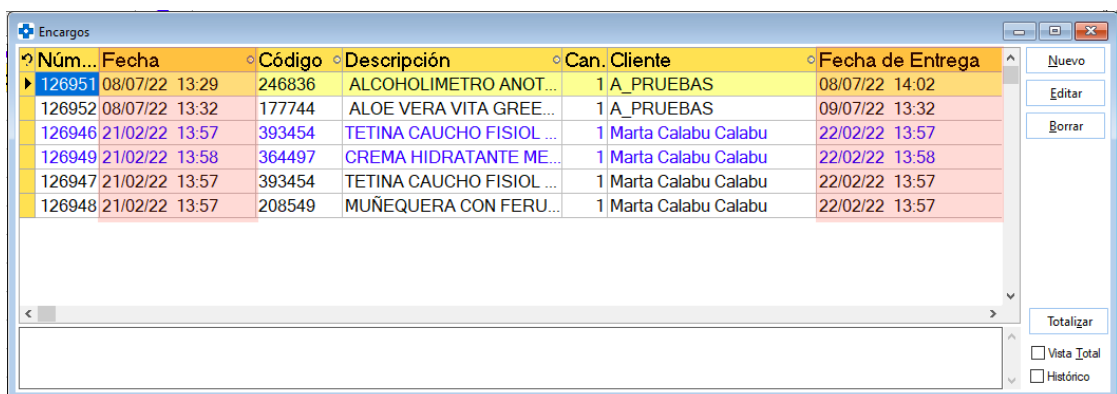 Encargos
Núm... Fecha Código Descripción Can. Cliente Fecha de Entrega
126951 08/07/22 13:29 246836 ALCOHOLIMETRO ANOT... 1 A_PRUEBAS 08/07/22 14:02
126952 08/07/22 13:32 177744 ALOE VERA VITA GREE... 1 A_PRUEBAS 09/07/22 13:32
126946 21/02/22 13:57 393454 TETINA CAUCHO FISIOL ... 1 Marta Calabu Calabu 22/02/22 13:57
126949 21/02/22 13:58 364497 CREMA HIDRATANTE ME... 1 Marta Calabu Calabu 22/02/22 13:58
126947 21/02/22 13:57 393454 TETINA CAUCHO FISIOL ... 1 Marta Calabu Calabu 22/02/22 13:57
126948 21/02/22 13:57 208549 MUÑEQUERA CON FERU... 1 Marta Calabu Calabu 22/02/22 13:57
Nuevo
Editar
Borrar
Totalizar
Vista Total
Histórico